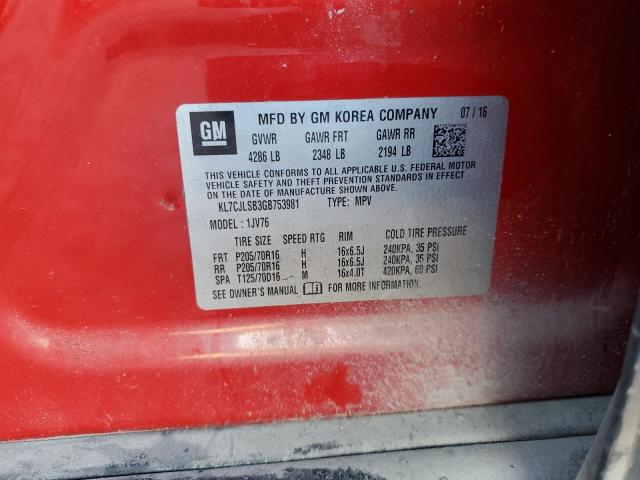 GM
MFD BY GM KOREA COMPANY 07 / 16
GVWR GAWR FRT GAWR RR
4286 LB 2348 LB 2194 LB
THIS VEHICLE CONFORMS TO ALL APPLICABLE U.S. FEDERAL MOTOR
VEHICLE SAFETY AND THEFT PREVENTION STANDARDS IN EFFECT
ON THE DATE OF MANUFACTURE SHOWN ABOVE.
KL7CJLSB3GB753981 TYPE: MPV
MODEL : 1JV76
TIRE SIZE SPEED RTG RIM COLD TIRE PRESSURE
FRT P205/70R16 H 16x6.5J 240KPA, 35 PSI
RR P205/70R16 H 16x6.5J 240KPA, 35 PSI
SPA T125/70D16 M 16x4.0T 420KPA, 60 PSI
SEE OWNER'S MANUAL FOR MORE INFORMATION.